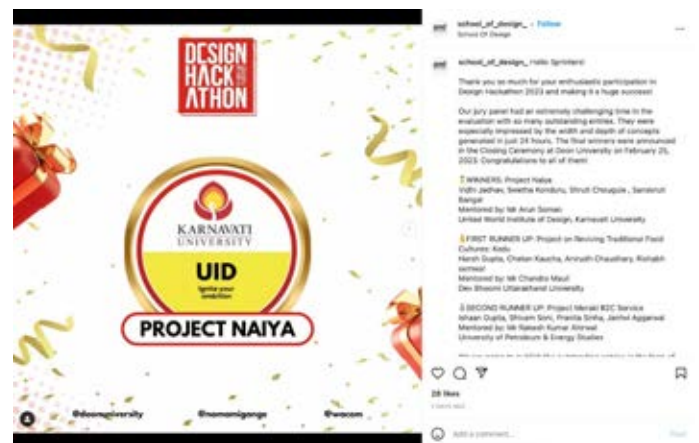 DESIGN
HACK
ATHON
KARNAVATI
UNIVERSITY
UID
Ignite your
ambition
PROJECT NAIYA
@doonuniversity
@namamigange
@wacom
school_of_design_ • Follow
School Of Design
school_of_design_ Hello Sprinters!
Thank you so much for your enthusiastic participation in
Design Hackathon 2023 and making it a huge success!
Our jury panel had an extremely challenging time in the
evaluation with so many outstanding entries. They were
especially impressed by the width and depth of concepts
generated in just 24 hours. The final winners were announced
in the Closing Ceremony at Doon University on February 25,
2023. Congratulations to all of them!
WINNERS: Project Naiya
Vidhi Jadhav, Swetha Konduru, Shruti Chougule, Sanskruti
Bangal
Mentored by: Mr Arun Somani
United World Institute of Design, Karnavati University
FIRST RUNNER UP: Project on Reviving Traditional Food
Cultures: Kedu
Harsh Gupta, Chetan Kaucha, Anirudh Chaudhary, Rishabh
Mentored by: Mr Chandra Mauli
Dev Bhoomi Uttarakhand University
SECOND RUNNER UP: Project Meraki B2C Service
Ishaan Gupta, Shivam Soni, Pranita Sinha, Janhvi Aggarwal
Mentored by: Mr Rakesh Kumar
University of Petroleum & Energy Studies
28 likes
Add a comment...
Post